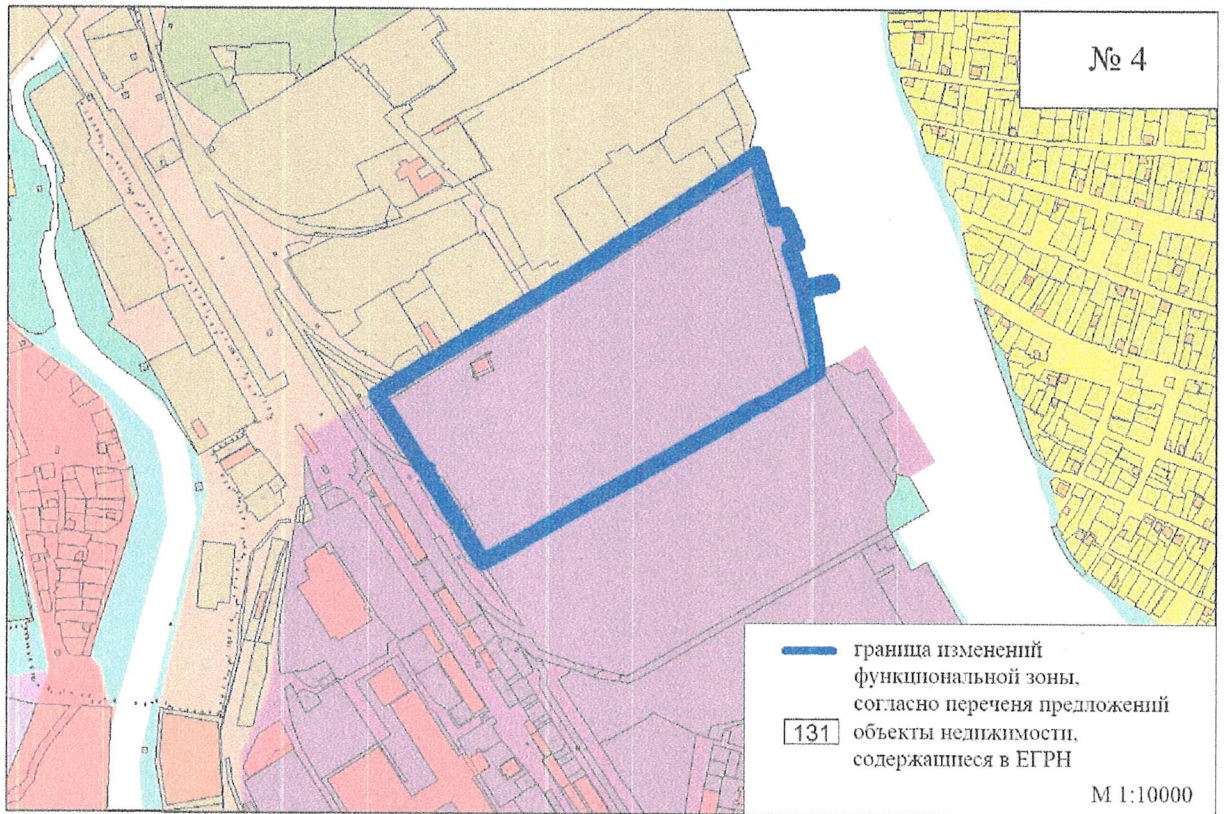 № 4
граница изменений
функциональной зоны,
согласно переченя предложений
131 объекты недвижимости,
содержащиеся в ЕГРН
М 1:10000